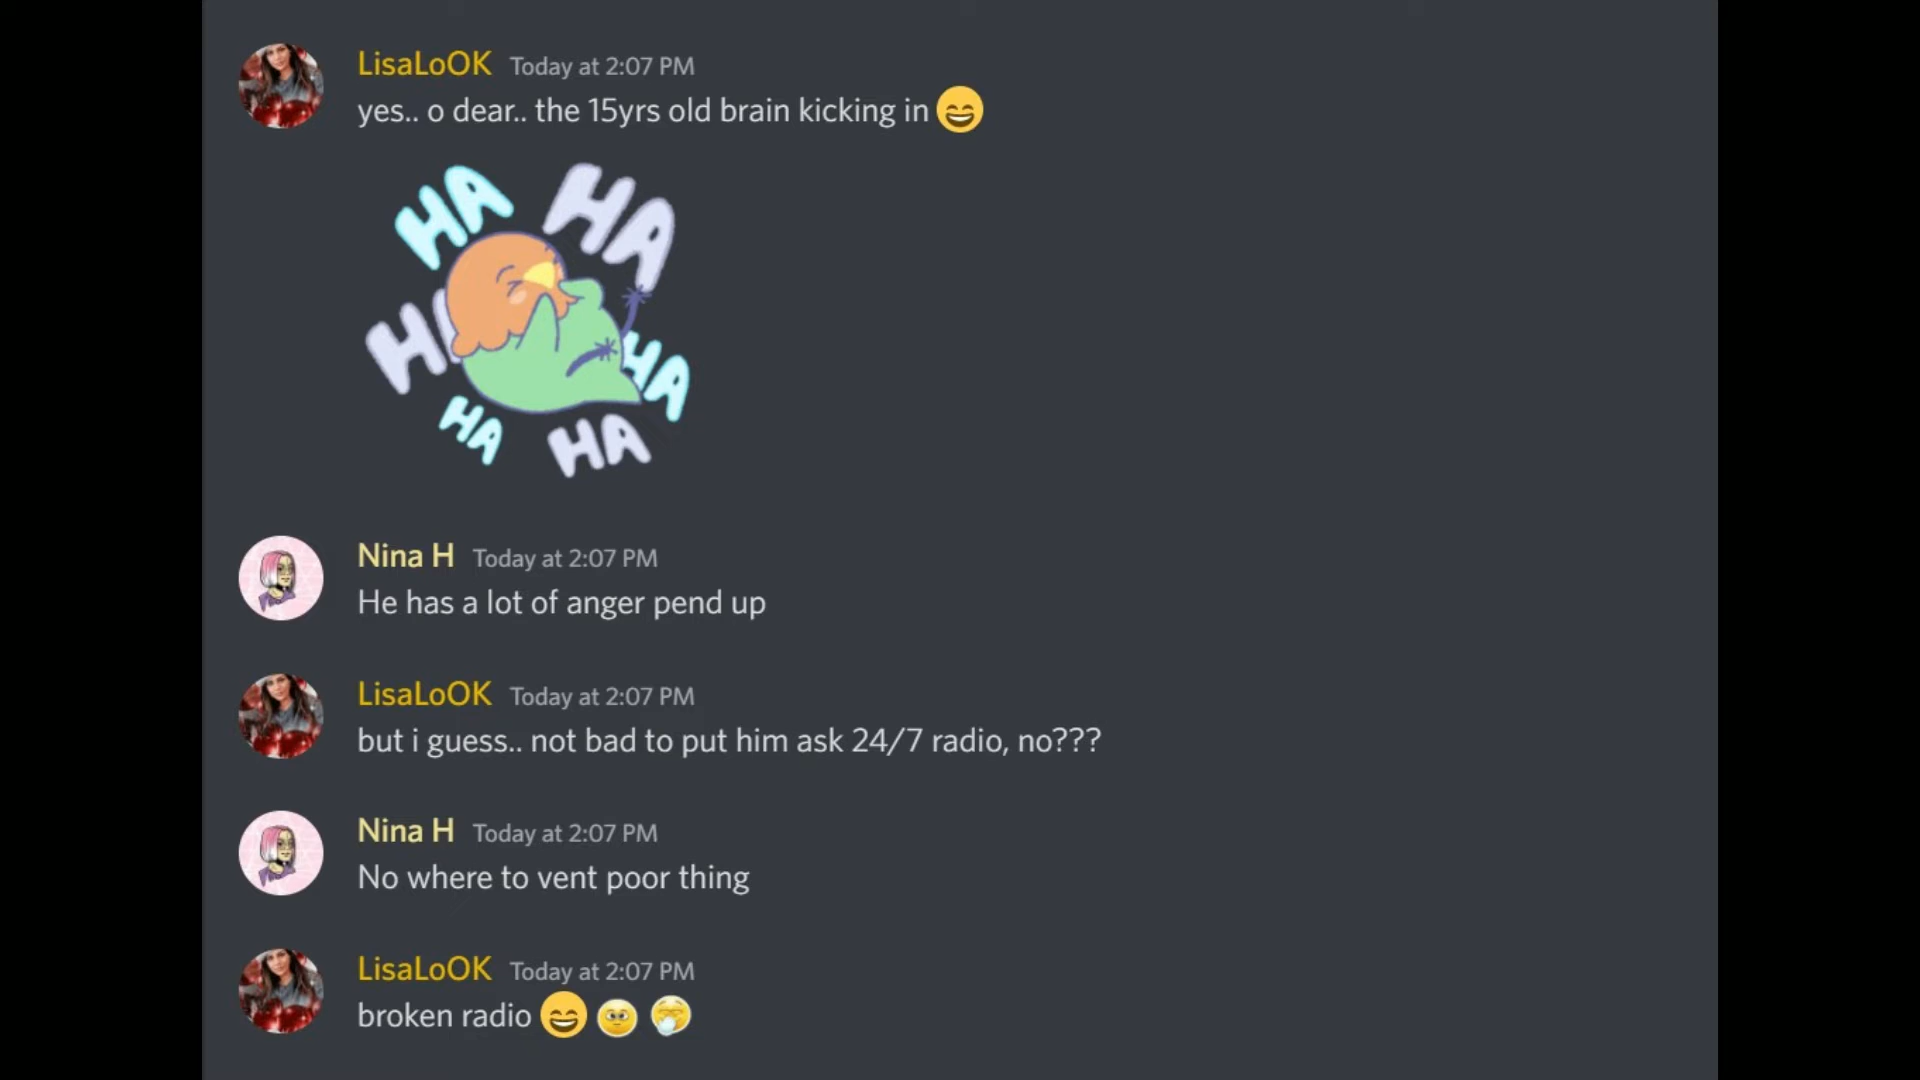 LisaLoOK Today at 2:07 PM
yes.. o dear.. the 15yrs old brain kicking in
HA HA
HA
HA
HA HA
Nina H Today at 2:07 PM
He has a lot of anger pend up
LisaLoOK Today at 2:07 PM
but i guess.. not bad to put him ask 24/7 radio, no???
Nina H Today at 2:07 PM
No where to vent poor thing
LisaLoOK Today at 2:07 PM
broken radio